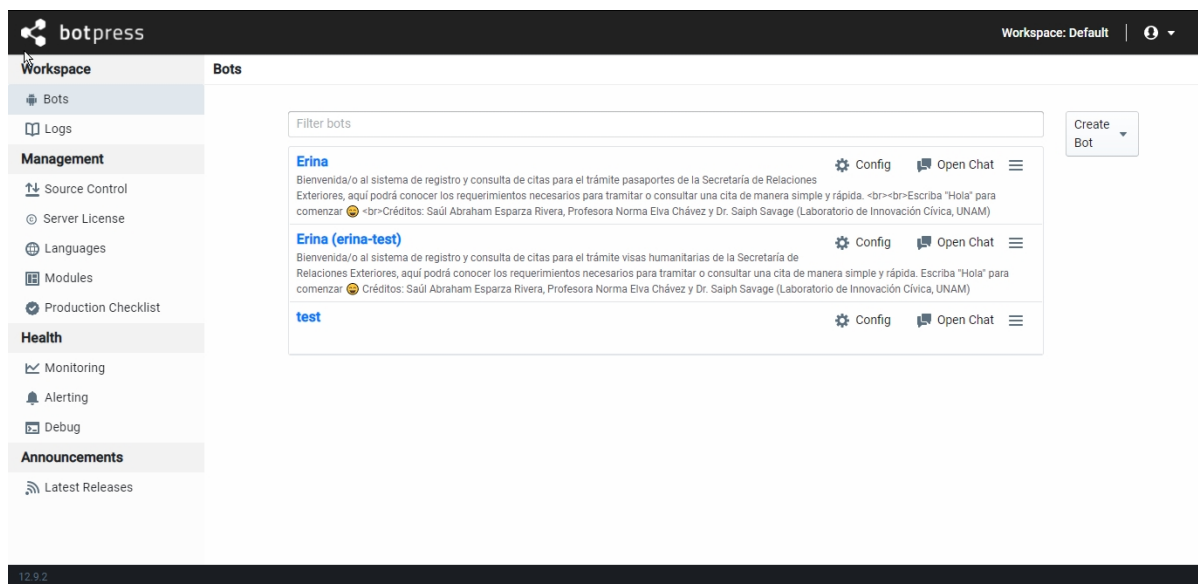 botpress
Workspace: Default
Workspace
Bots
Logs
Management
Source Control
Server License
Languages
Modules
Production Checklist
Health
Monitoring
Alerting
Debug
Announcements
Latest Releases
12.9.2
Bots
Filter bots
Create
Bot
Erina
Config
Open Chat
Bienvenida/o al sistema de registro y consulta de citas para el trámite pasaportes de la Secretaría de Relaciones
Exteriores, aquí podrá conocer los requerimientos necesarios para tramitar o consultar una cita de manera simple y rápida. <br><br>Escriba "Hola" para
comenzar 😄 <br>Créditos: Saúl Abraham Esparza Rivera, Profesora Norma Elva Chávez y Dr. Saiph Savage (Laboratorio de Innovación Cívica, UNAM)
Erina (erina-test)
Config
Open Chat
Bienvenida/o al sistema de registro y consulta de citas para el trámite visas humanitarias de la Secretaría de
Relaciones Exteriores, aquí podrá conocer los requerimientos necesarios para tramitar o consultar una cita de manera simple y rápida. Escriba "Hola" para
comenzar 😄 Créditos: Saúl Abraham Esparza Rivera, Profesora Norma Elva Chávez y Dr. Saiph Savage (Laboratorio de Innovación Cívica, UNAM)
test
Config
Open Chat